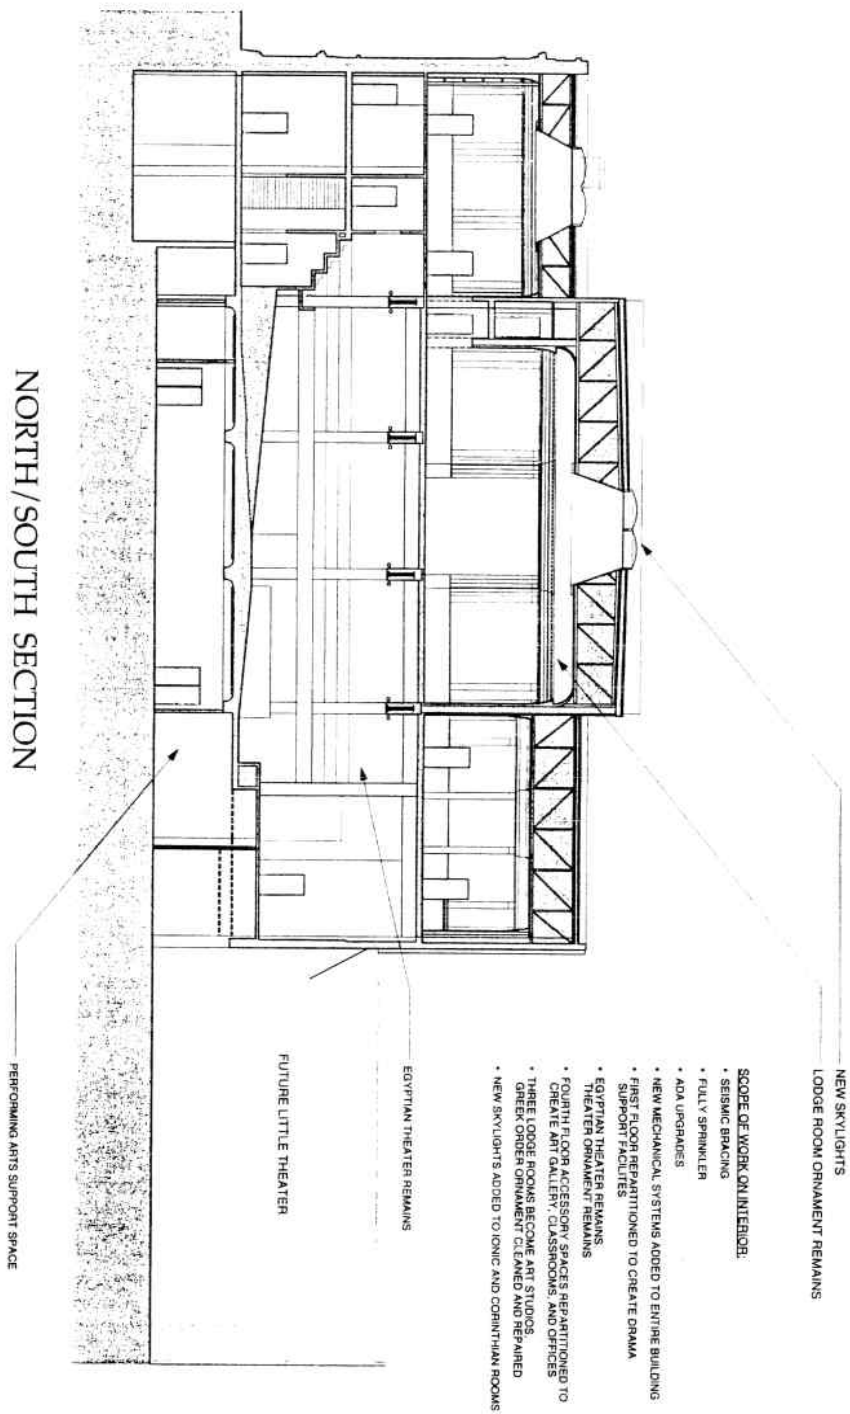 NEW SKYLIGHTS
LODGE ROOM ORNAMENT REMAINS
SCOPE OF WORK ON INTERIOR:
• SEISMIC BRACING
• FULLY SPRINKLER
• ADA UPGRADES
• NEW MECHANICAL SYSTEMS ADDED TO ENTIRE BUILDING
• FIRST FLOOR REPARTITIONED TO CREATE DRAMA
SUPPORT FACILITES
• EGYPTIAN THEATER REMAINS.
THEATER ORNAMENT REMAINS
• FOURTH FLOOR ACCESSORY SPACES REPARTITIONED TO
CREATE ART GALLERY, CLASSROOMS, AND OFFICES
• THREE LODGE ROOMS BECOME ART STUDIOS.
GREEK ORDER ORNAMENT CLEANED AND REPAIRED
• NEW SKYLIGHTS ADDED TO IONIC AND CORINTHIAN ROOMS
EGYPTIAN THEATER REMAINS
FUTURE LITTLE THEATER
PERFORMING ARTS SUPPORT SPACE
NORTH/SOUTH SECTION